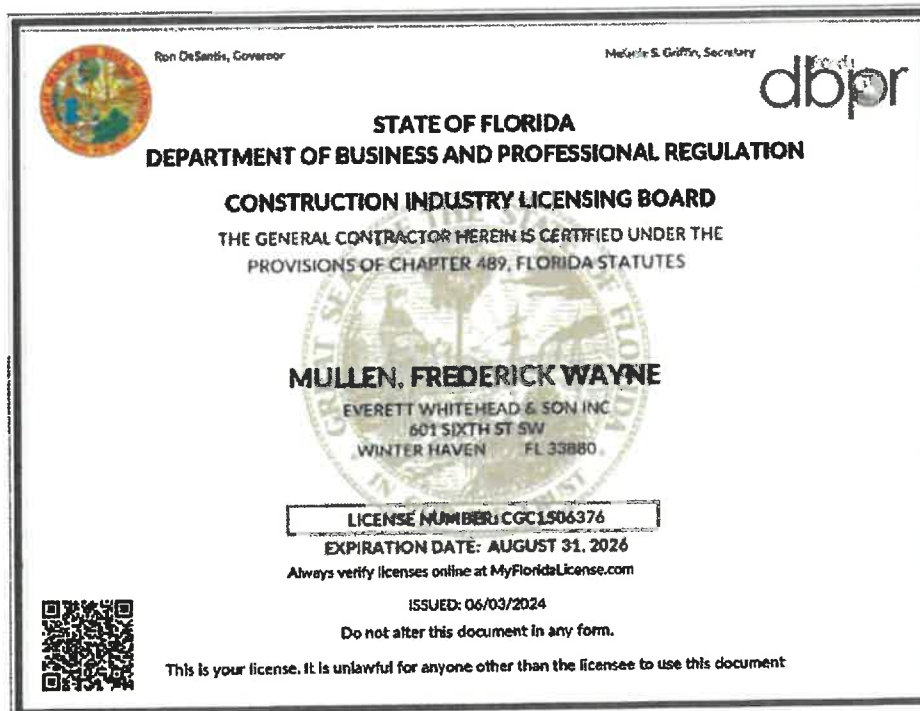 Ron DeSantis, Governor
Melanie S. Griffin, Secretary
dbpr
STATE OF FLORIDA
DEPARTMENT OF BUSINESS AND PROFESSIONAL REGULATION
CONSTRUCTION INDUSTRY LICENSING BOARD
THE GENERAL CONTRACTOR HEREIN IS CERTIFIED UNDER THE
PROVISIONS OF CHAPTER 489, FLORIDA STATUTES
MULLEN, FREDERICK WAYNE
EVERETT WHITEHEAD & SON INC
601 SIXTH ST SW
WINTER HAVEN FL 33880
LICENSE NUMBER: CGC1506376
EXPIRATION DATE: AUGUST 31, 2026
Always verify licenses online at MyFloridaLicense.com
ISSUED: 06/03/2024
Do not alter this document in any form.
This is your license. It is unlawful for anyone other than the licensee to use this document